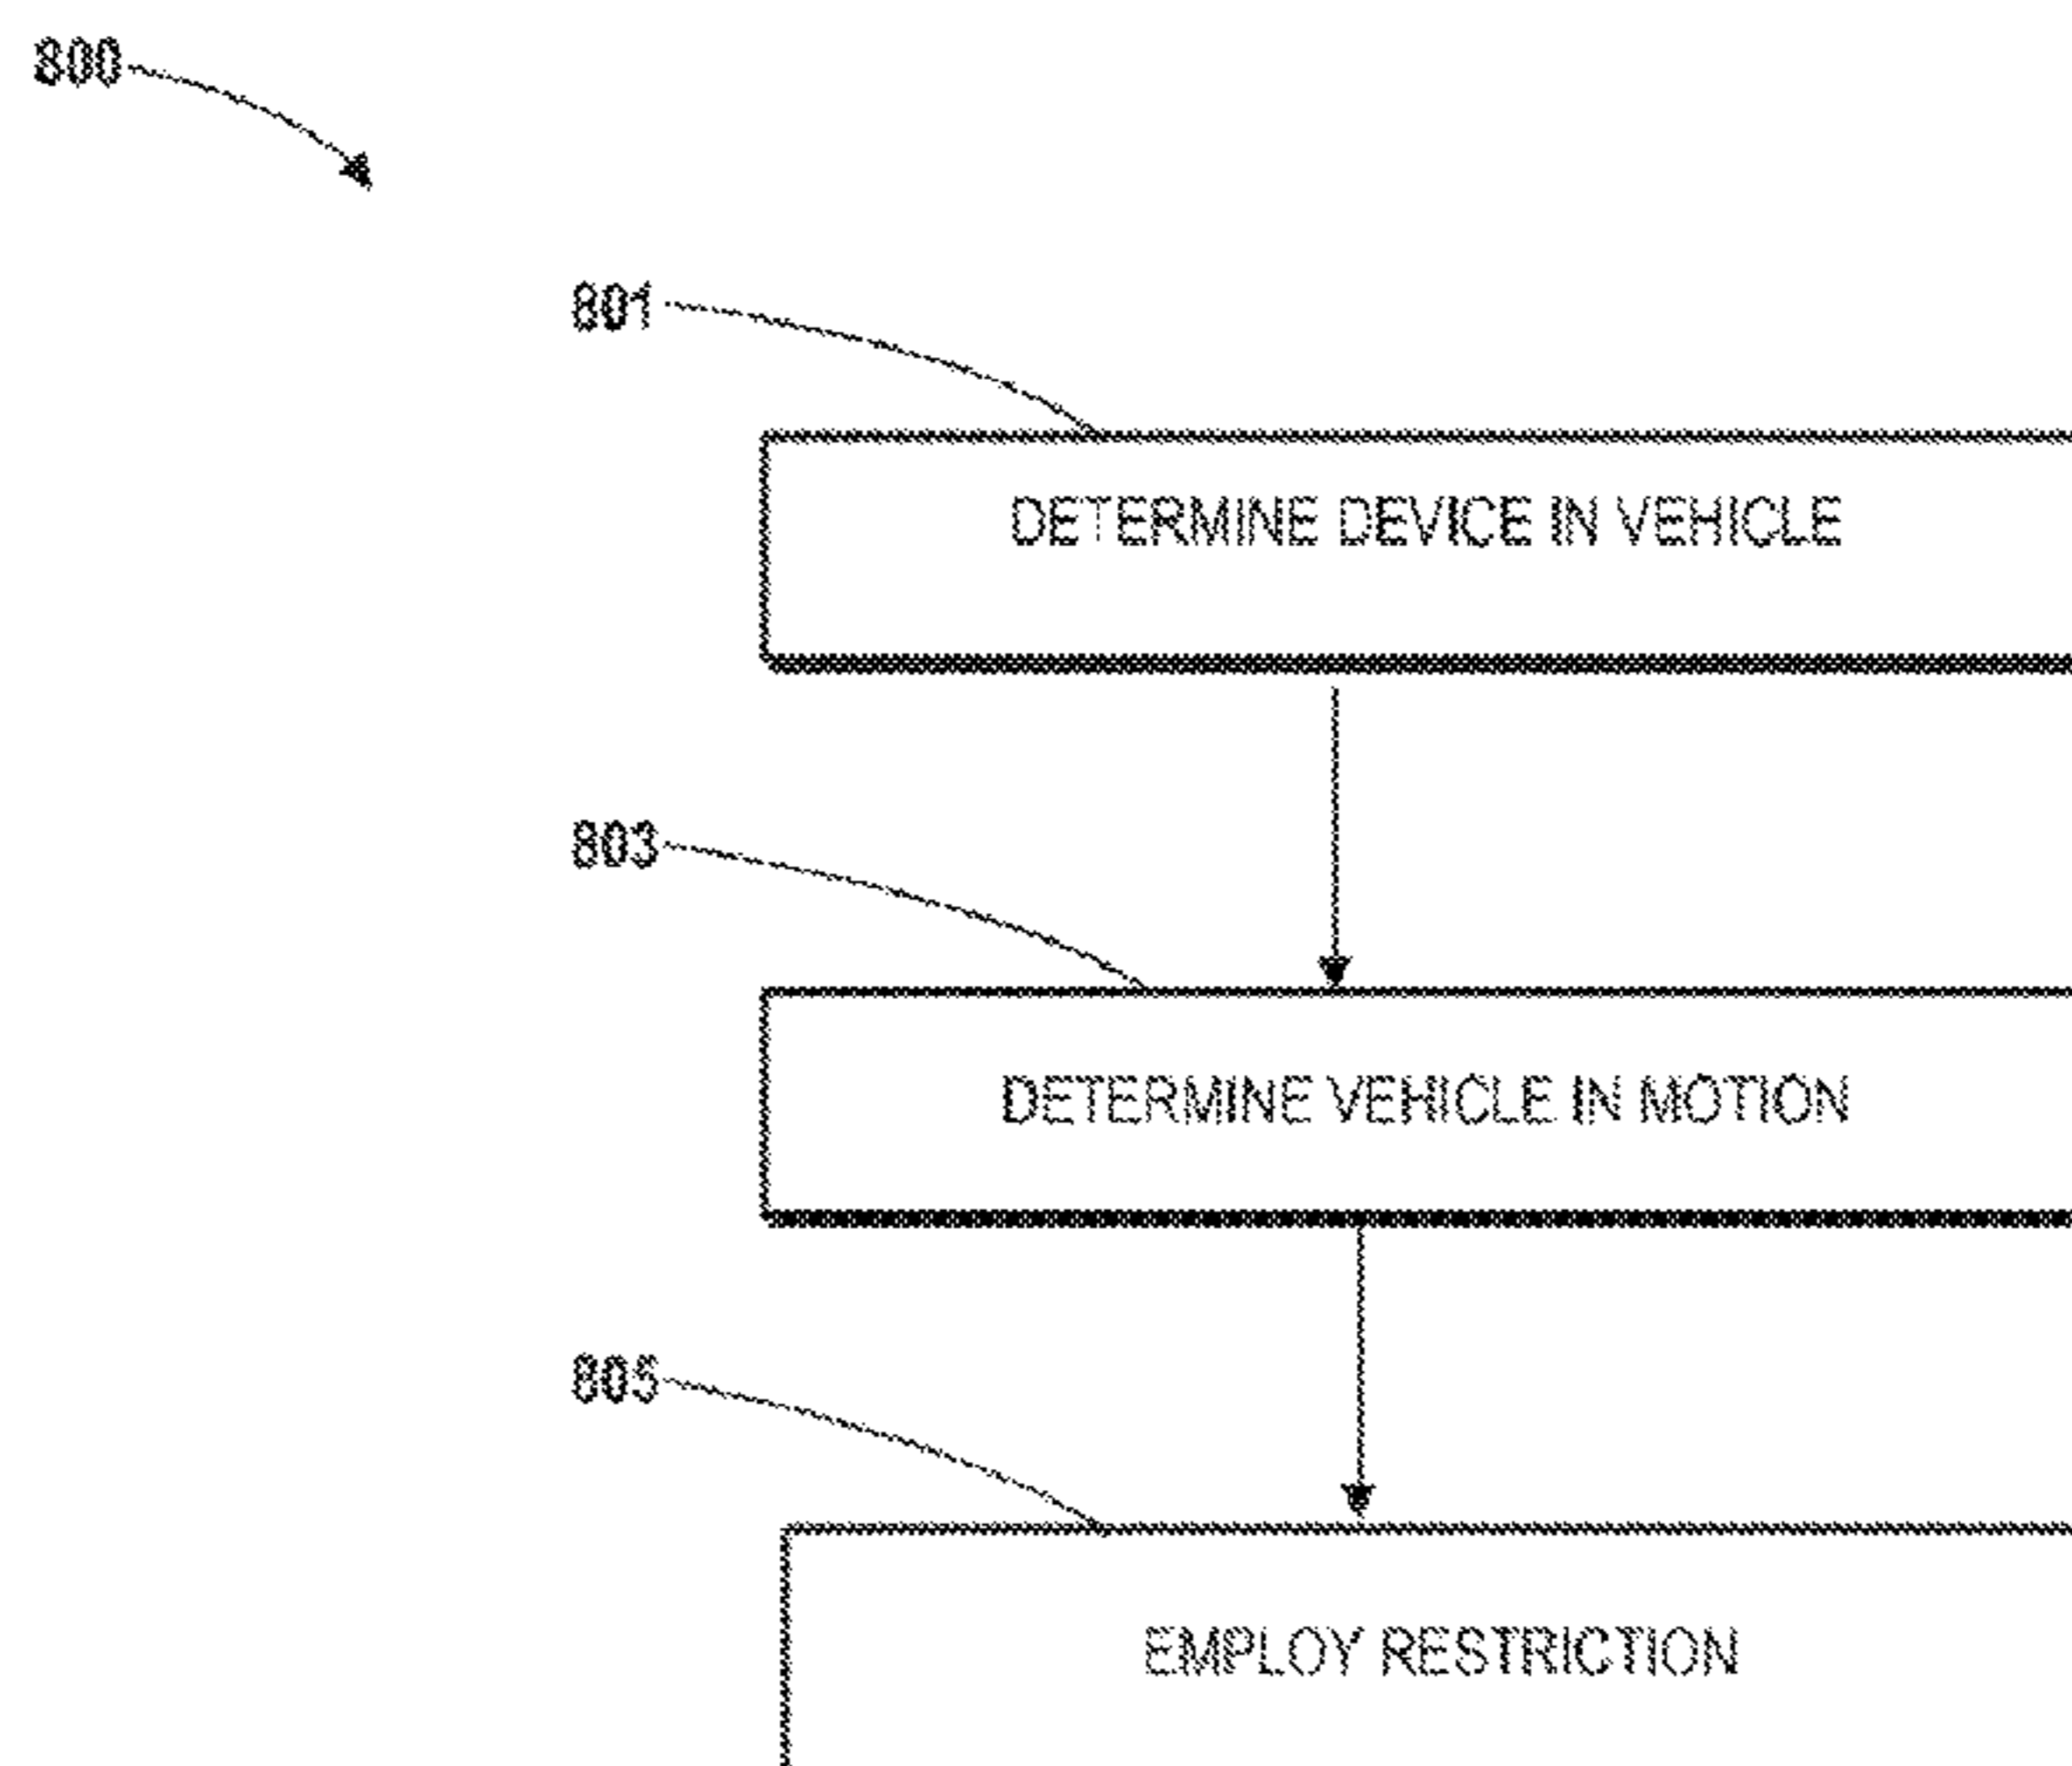 800
801
DETERMINE DEVICE IN VEHICLE
803
DETERMINE VEHICLE IN MOTION
805
EMPLOY RESTRICTION